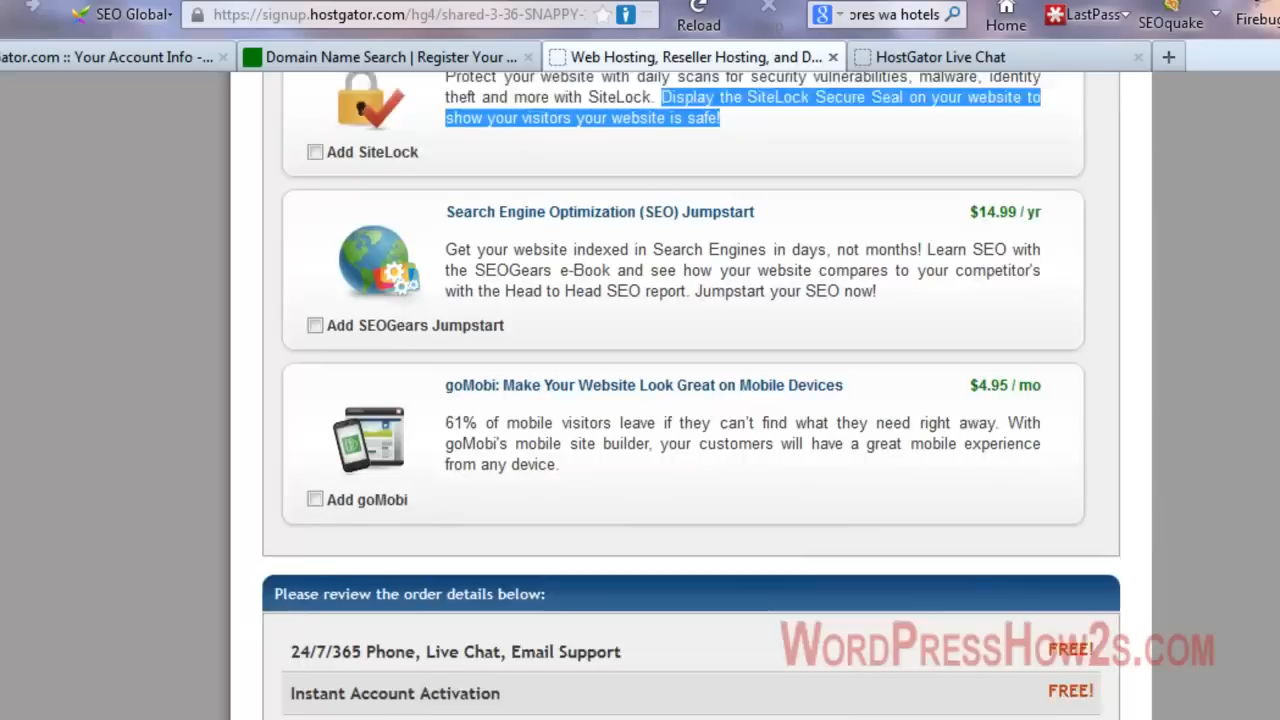 SEO Global
https://signup.hostgator.com/hg4/shared-3-36-SNAPPY-
Reload
ores wa hotels
Home
LastPass
SEOquake
Firebug
ator.com :: Your Account Info -...
Domain Name Search | Register Your ...
Web Hosting, Reseller Hosting, and D...
HostGator Live Chat
Protect your website with daily scans for security vulnerabilities, malware, identity
theft and more with SiteLock. Display the SiteLock Secure Seal on your website to
show your visitors your website is safe!
Add SiteLock
Search Engine Optimization (SEO) Jumpstart $14.99 / yr
Get your website indexed in Search Engines in days, not months! Learn SEO with
the SEOGears e-Book and see how your website compares to your competitor's
with the Head to Head SEO report. Jumpstart your SEO now!
Add SEOGears Jumpstart
goMobi: Make Your Website Look Great on Mobile Devices $4.95 / mo
61% of mobile visitors leave if they can't find what they need right away. With
goMobi's mobile site builder, your customers will have a great mobile experience
from any device.
Add goMobi
Please review the order details below:
24/7/365 Phone, Live Chat, Email Support FREE!
WordPressHow2s.com
Instant Account Activation FREE!